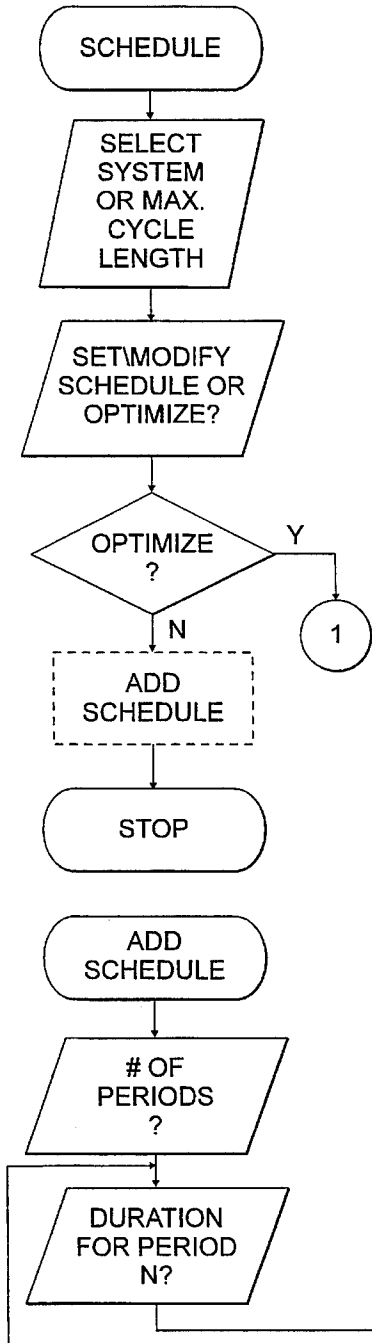 SCHEDULE
SELECT
SYSTEM
OR MAX.
CYCLE
LENGTH
SET\MODIFY
SCHEDULE OR
OPTIMIZE?
OPTIMIZE
?
Y
1
N
ADD
SCHEDULE
STOP
ADD
SCHEDULE
# OF
PERIODS
?
DURATION
FOR PERIOD
N?